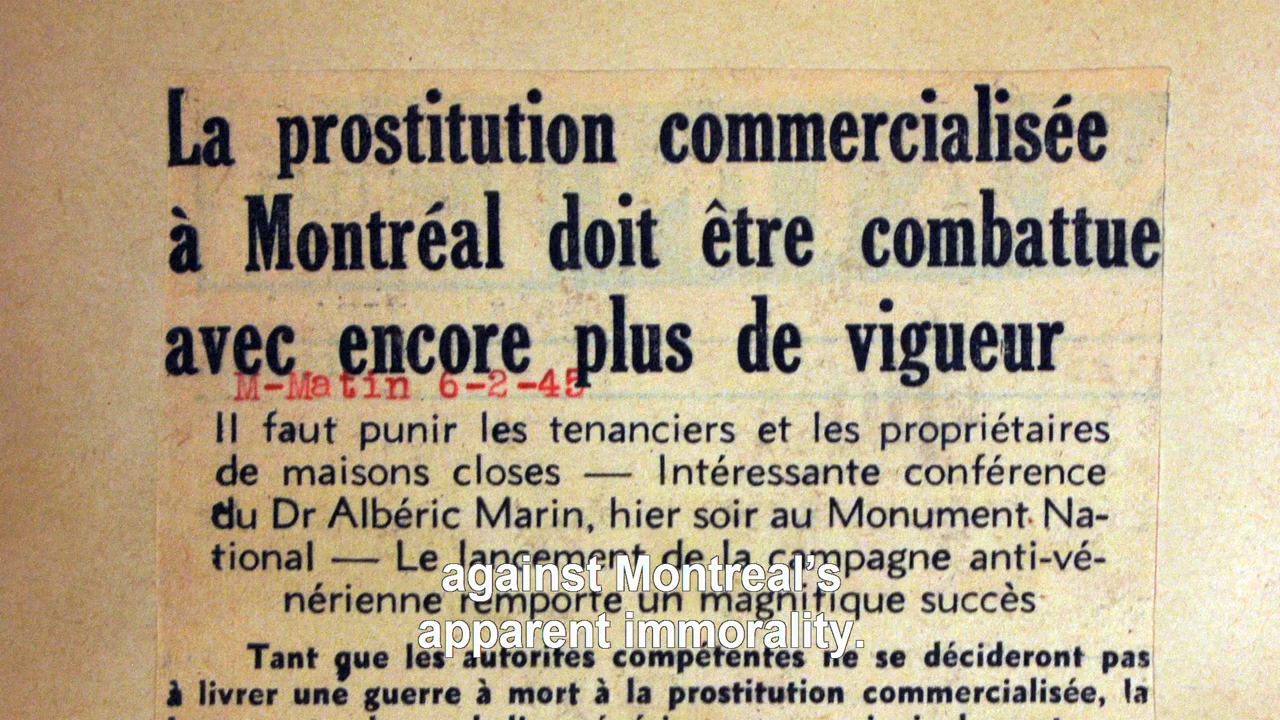 La prostitution commercialisée
à Montréal doit être combattue
avec encore plus de vigueur
M-Matin 6-2-45
Il faut punir les tenanciers et les propriétaires
de maisons closes — Intéressante conférence
du Dr Albéric Marin, hier soir au Monument Na-
tional — Le lancement de la campagne anti-vé-
nérienne remporte un magnifique succès
against Montreal's
apparent immorality.
Tant que les autorités compétentes ne se décideront pas
à livrer une guerre à mort à la prostitution commercialisée, la